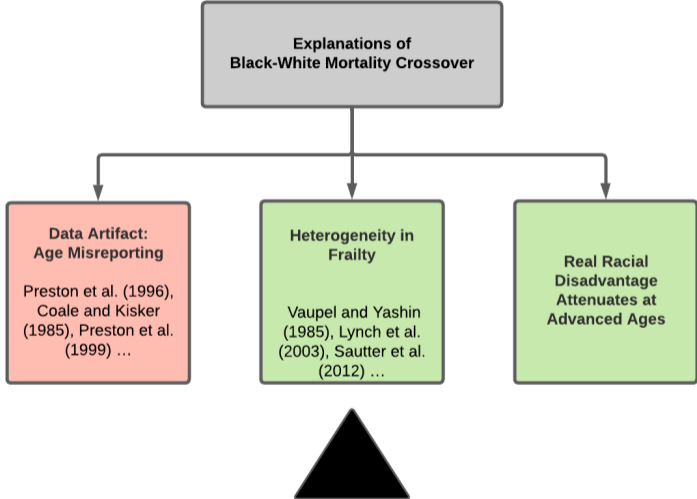 Explanations of
Black-White Mortality Crossover
Data Artifact:
Age Misreporting
Preston et al. (1996),
Coale and Kisker
(1985), Preston et al.
(1999) ...
Heterogeneity in
Frailty
Vaupel and Yashin
(1985), Lynch et al.
(2003), Sautter et al.
(2012) ...
Real Racial
Disadvantage
Attenuates at
Advanced Ages